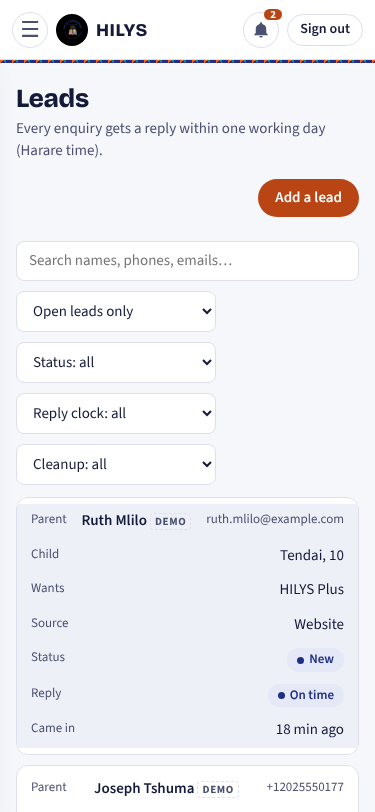 HILYS
2
Sign out
Leads
Every enquiry gets a reply within one working day
(Harare time).
Add a lead
Search names, phones, emails…
Open leads only
Status: all
Reply clock: all
Cleanup: all
Parent Ruth Mlilo DEMO ruth.mlilo@example.com
Child Tendai, 10
Wants HILYS Plus
Source Website
Status New
Reply On time
Came in 18 min ago
Parent Joseph Tshuma DEMO +12025550177